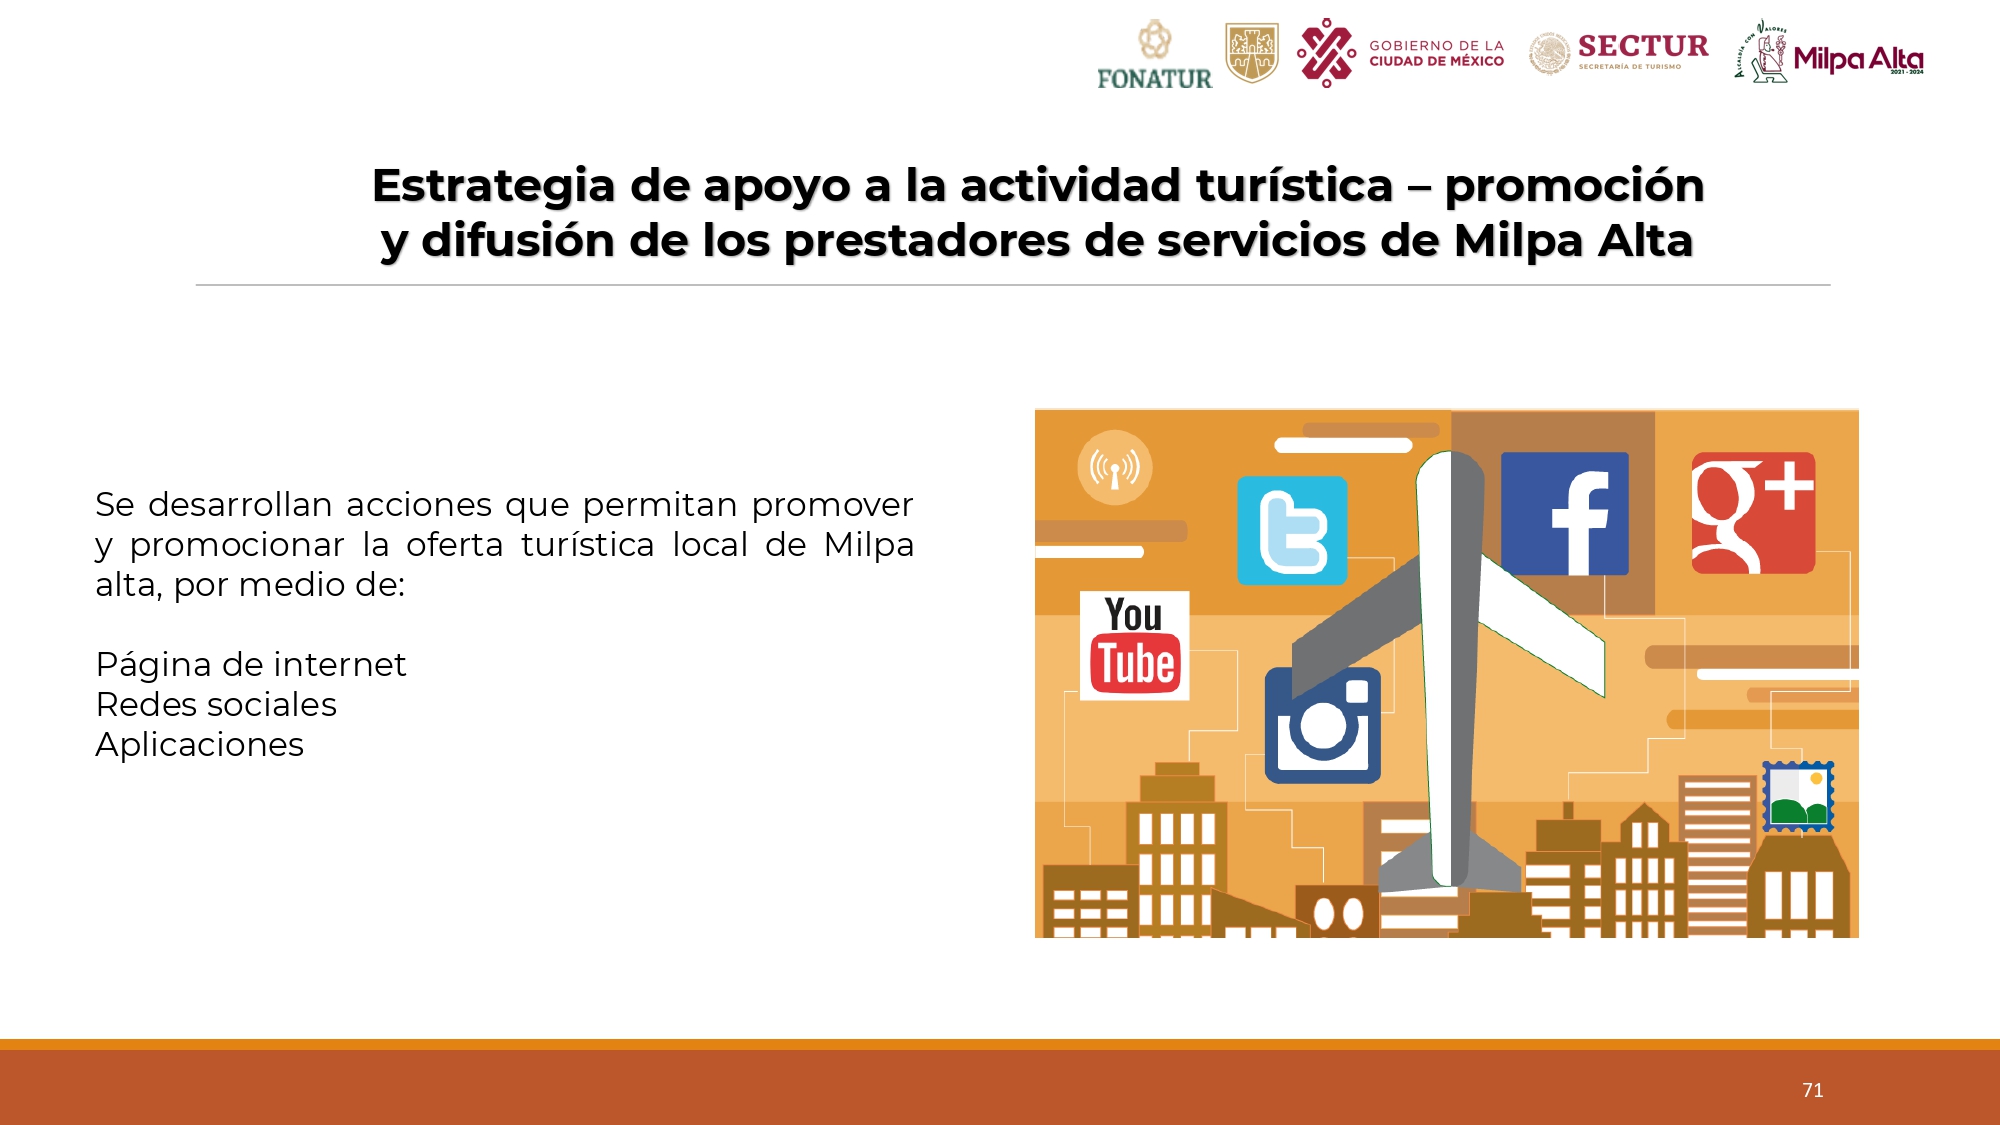 FONATUR
GOBIERNO DE LA
CIUDAD DE MÉXICO
SECTUR
SECRETARÍA DE TURISMO
ALCALDÍA CON VALORES
Milpa Alta
2021 - 2024
Estrategia de apoyo a la actividad turística – promoción
y difusión de los prestadores de servicios de Milpa Alta
Se desarrollan acciones que permitan promover
y promocionar la oferta turística local de Milpa
alta, por medio de:
Página de internet
Redes sociales
Aplicaciones
You
Tube
g+
71